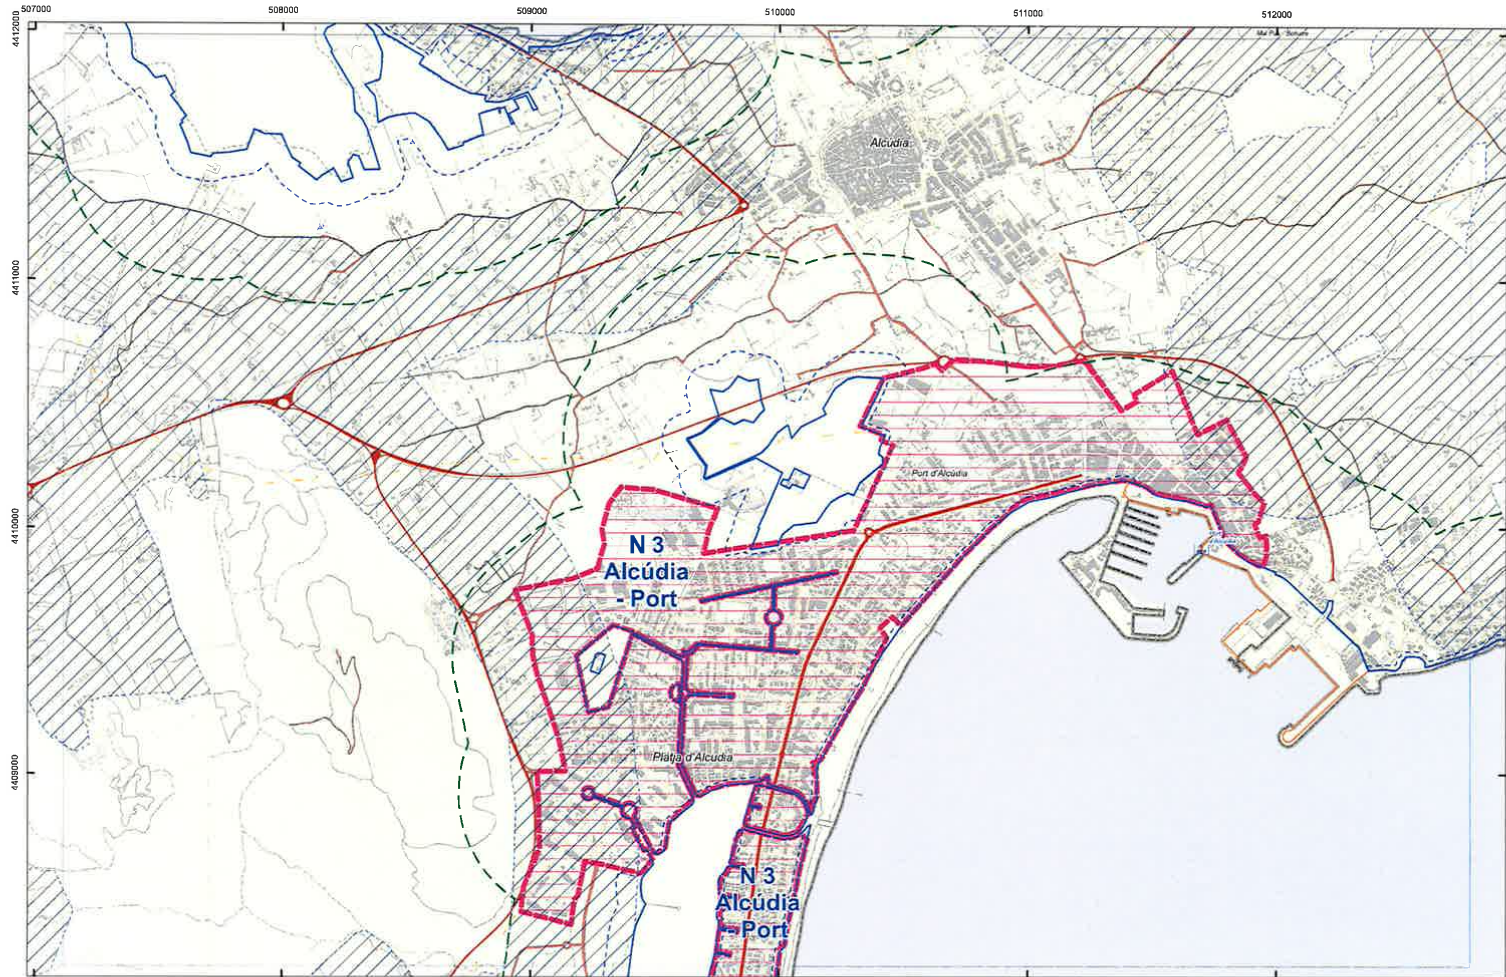 507000
508000
509000
510000
511000
512000
4412000
Alcúdia
4411000
Port d'Alcúdia
4410000
N 3
Alcúdia
- Port
Platja d'Alcúdia
4409000
N 3
Alcúdia
- Port